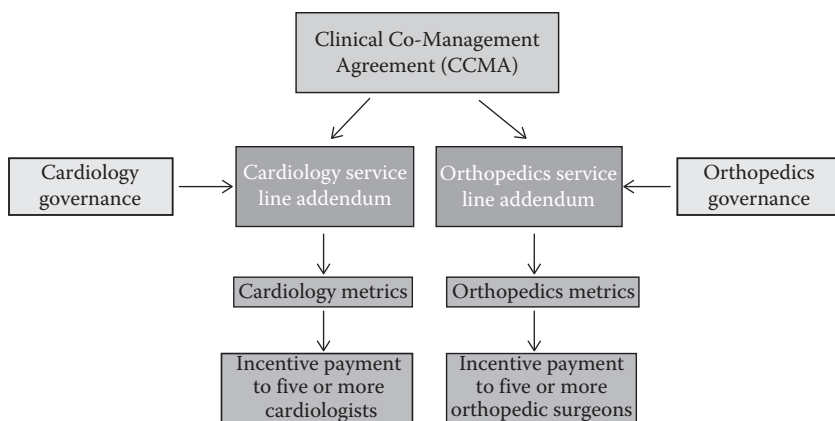 Clinical Co-Management
Agreement (CCMA)
Cardiology
governance
Cardiology service
line addendum
Orthopedics service
line addendum
Orthopedics
governance
Cardiology metrics
Orthopedics metrics
Incentive payment
to five or more
cardiologists
Incentive payment
to five or more
orthopedic surgeons